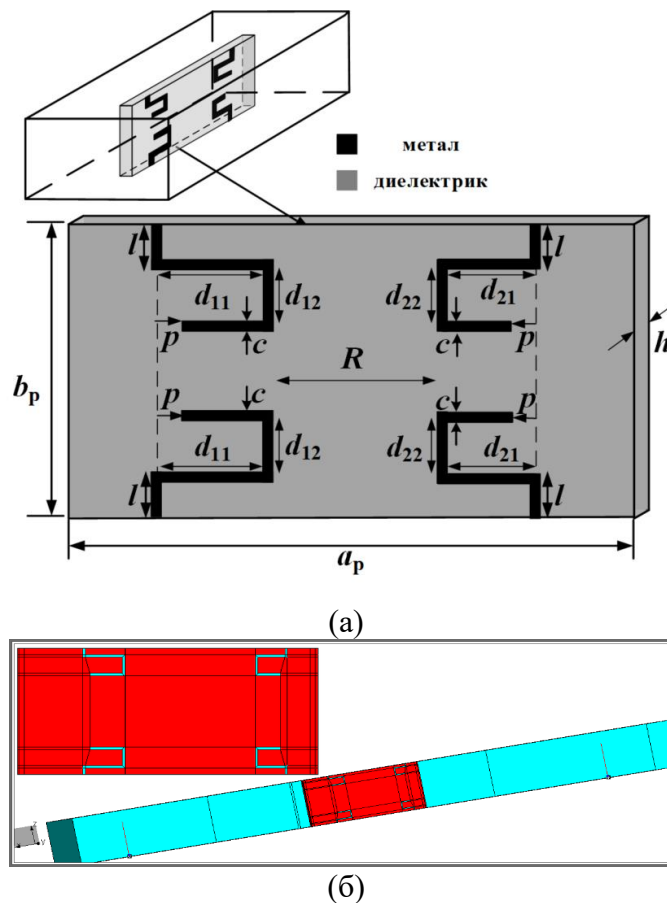 метал
диелектрик
l
l
d₁₁
d₁₂
d₂₂
d₂₁
p
c
c
p
h
bₚ
R
p
c
c
p
d₁₁
d₁₂
d₂₂
d₂₁
l
l
aₚ
(а)
(б)